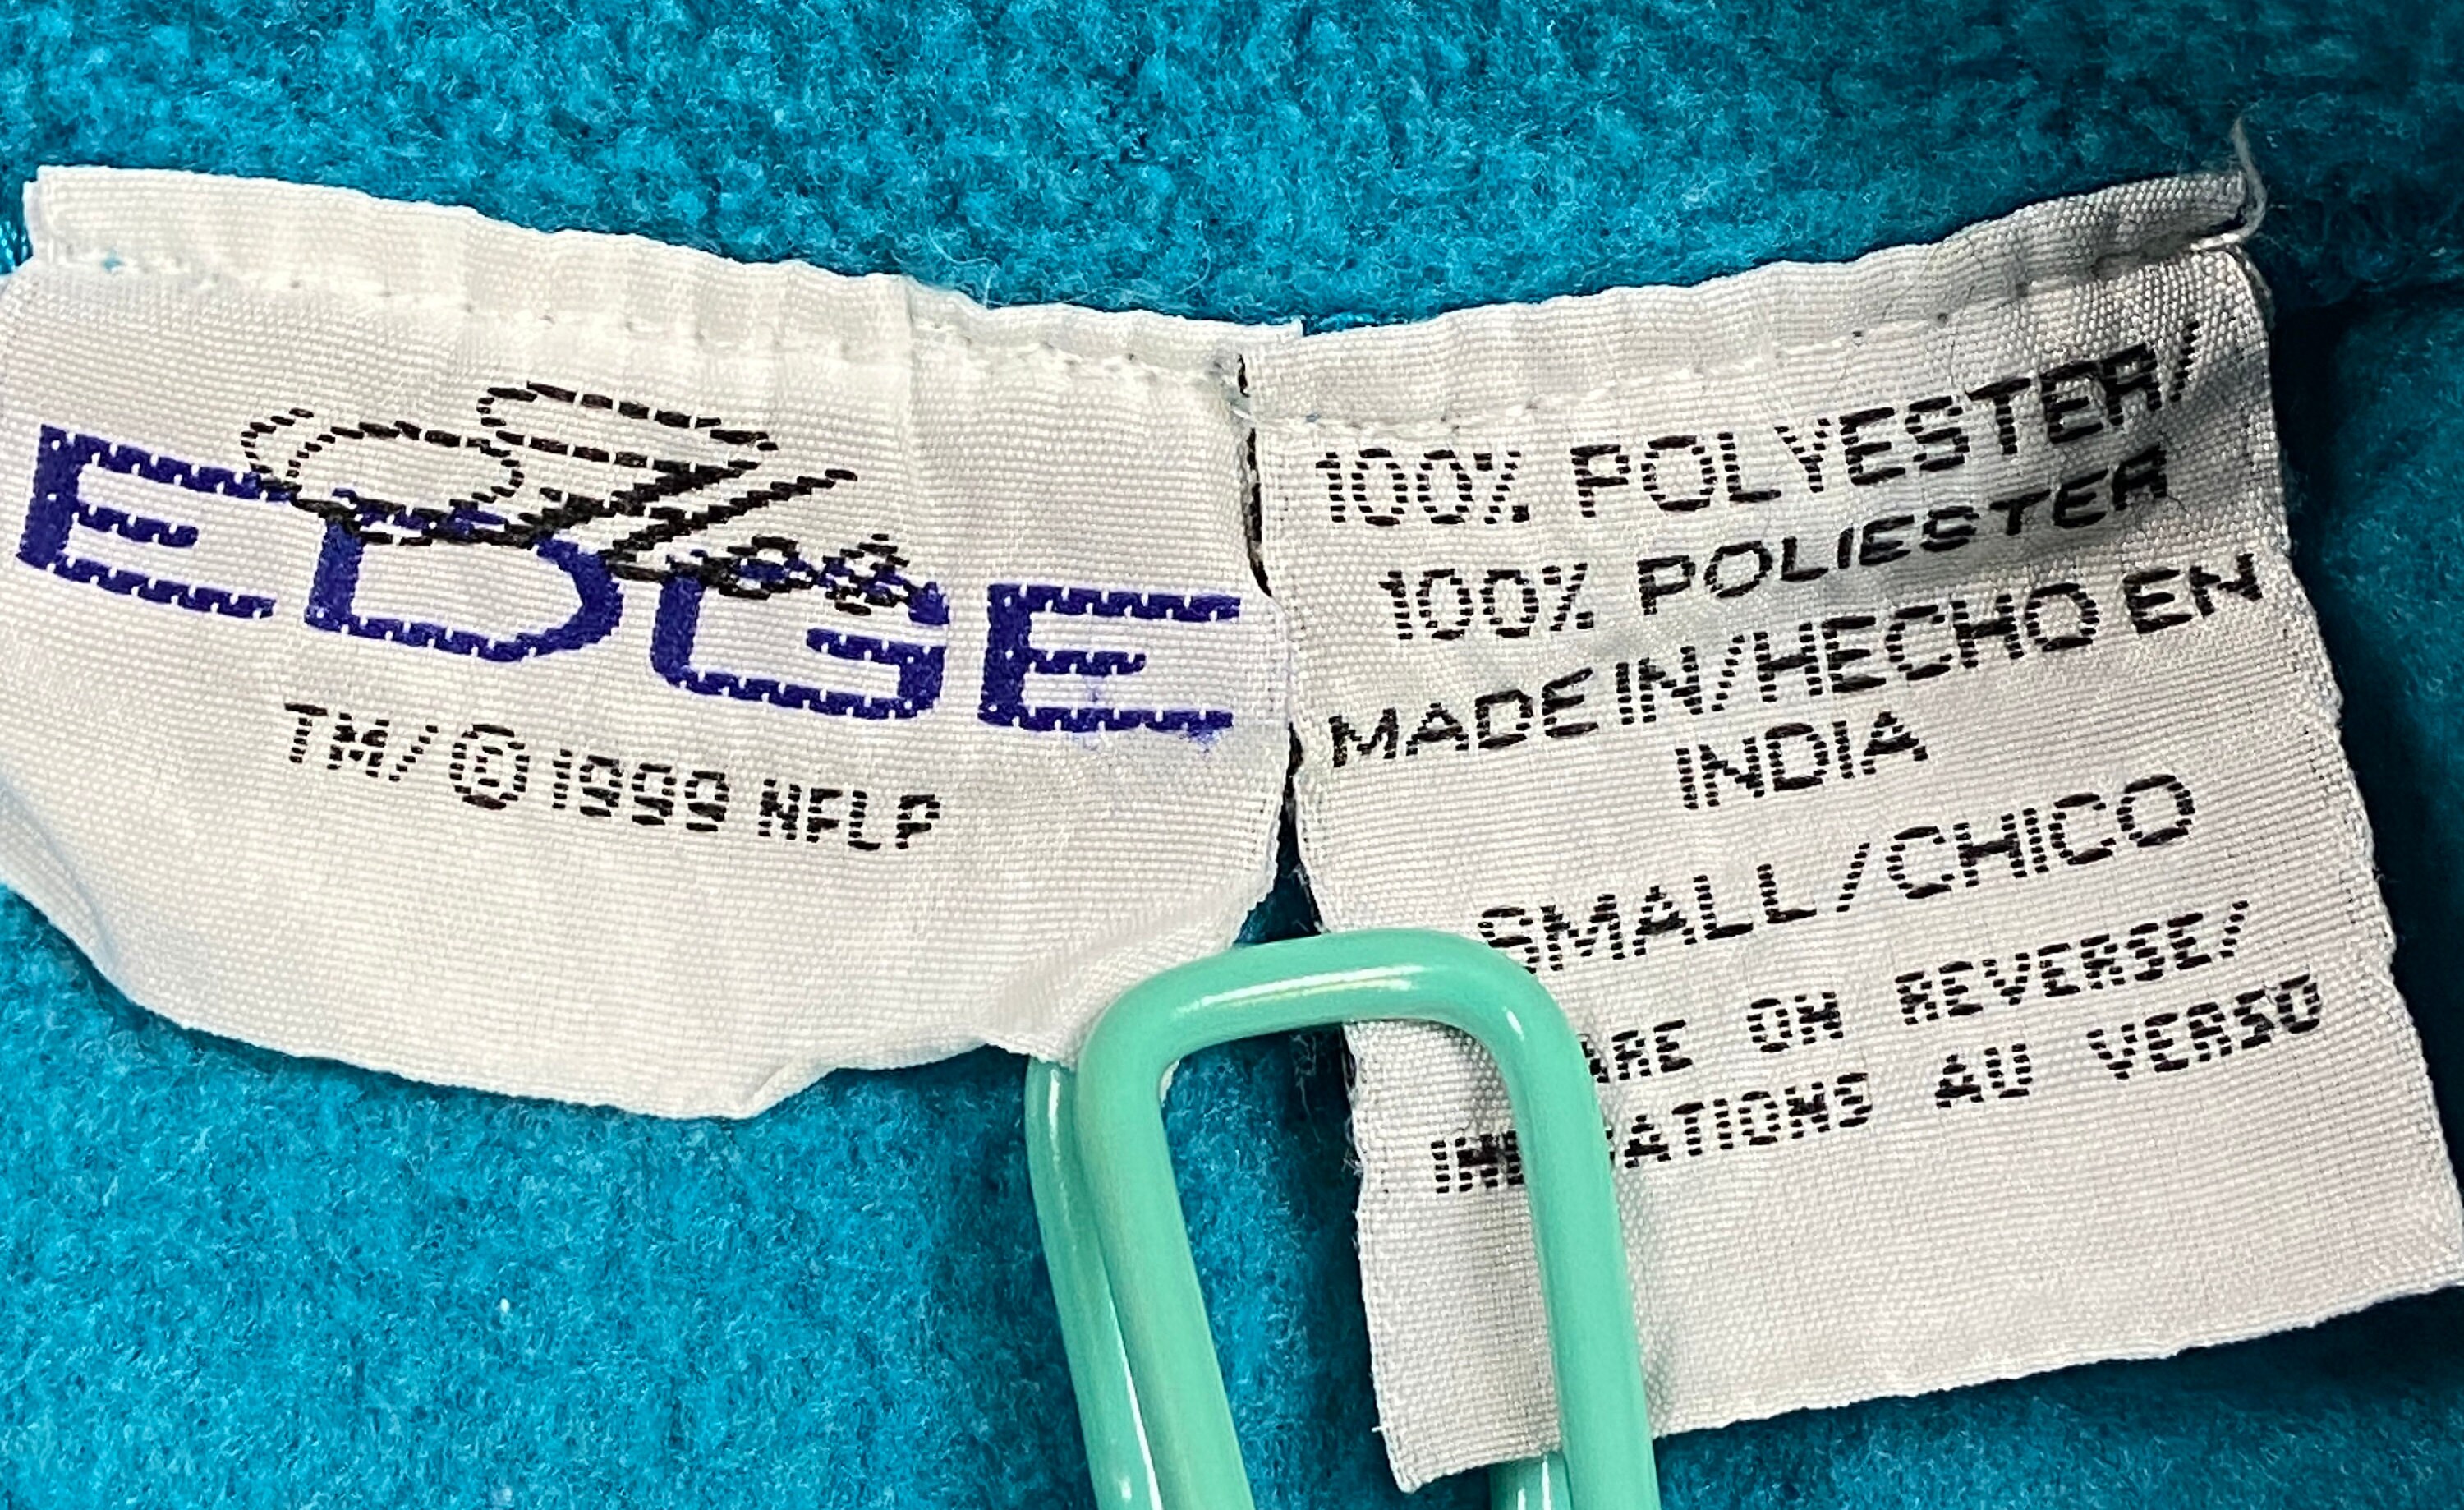 EDGE
TM/© 1999 NFLP
100% POLYESTER/
100% POLIESTER
MADE IN/HECHO EN
INDIA
SMALL/CHICO
ON REVERSE/
AU VERSO